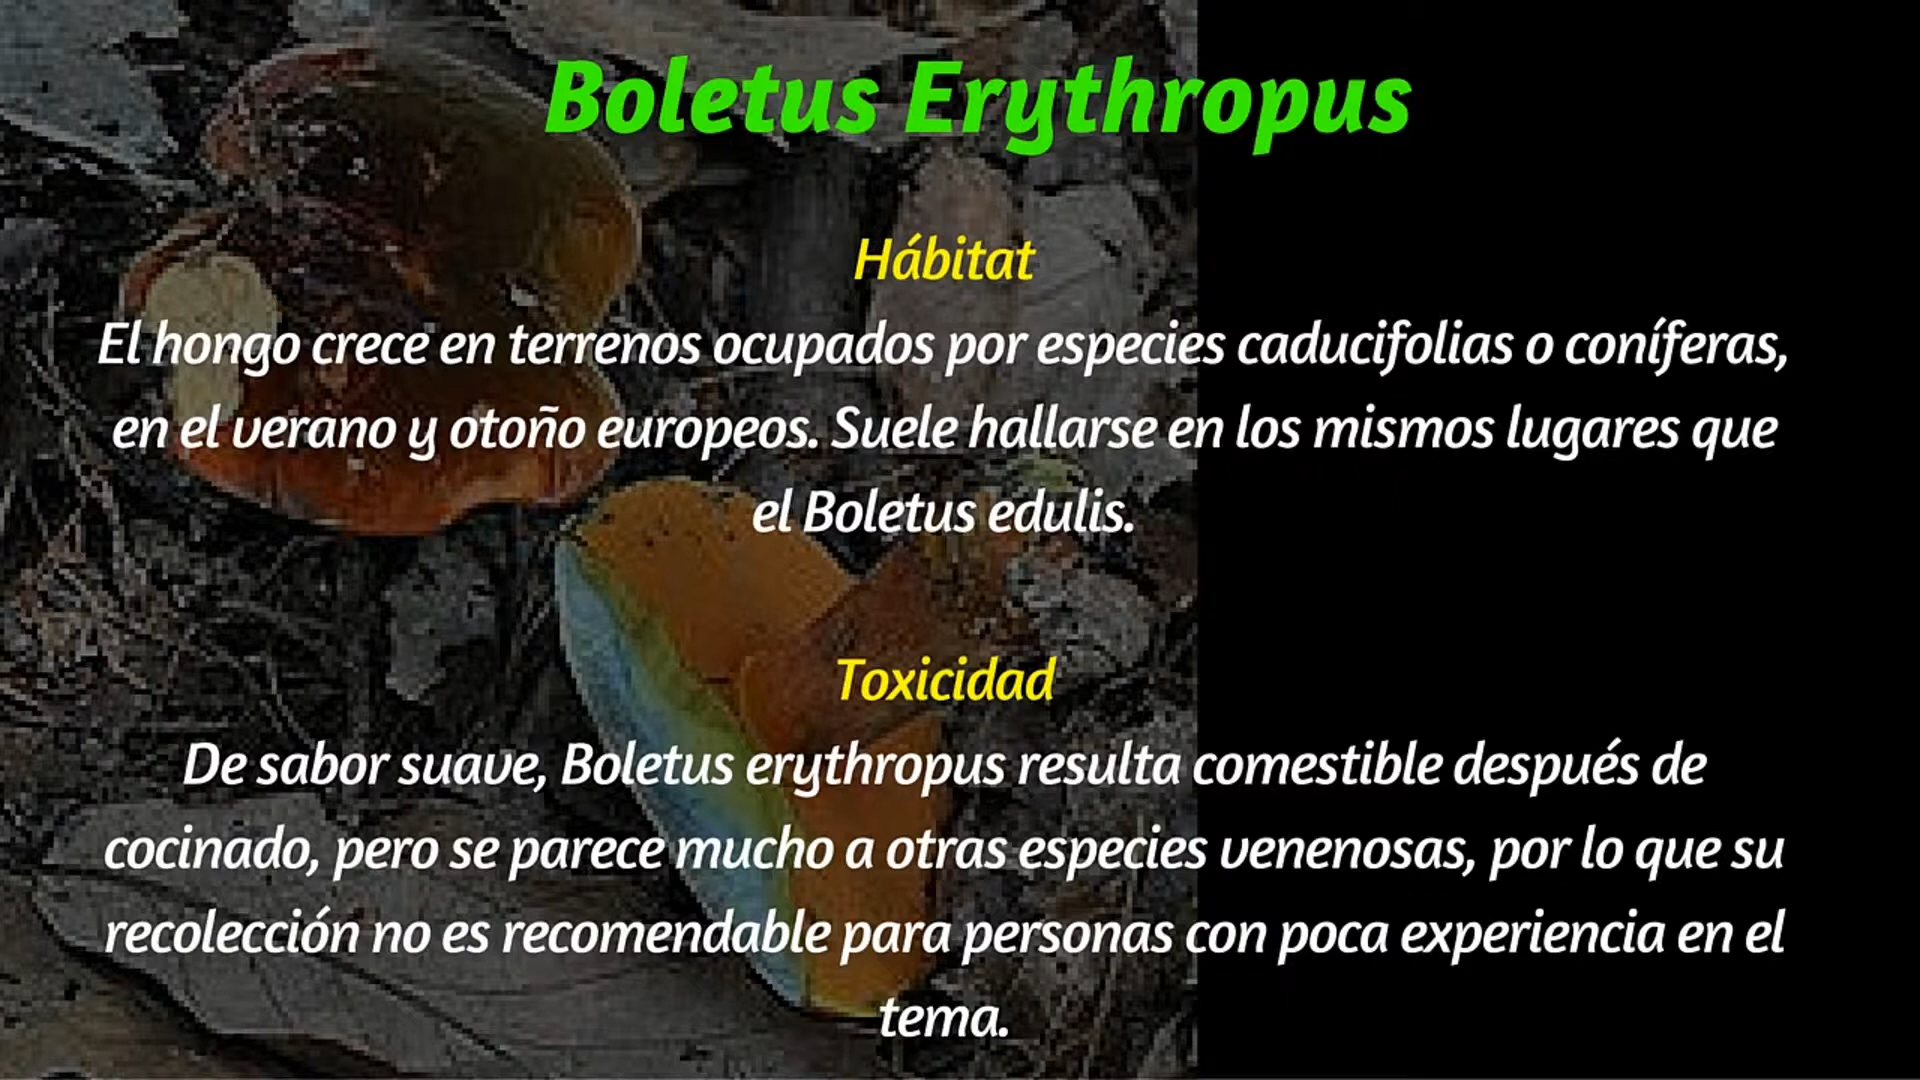 Boletus Erythropus
Hábitat
El hongo crece en terrenos ocupados por especies caducifolias o coníferas,
en el verano y otoño europeos. Suele hallarse en los mismos lugares que
el Boletus edulis.
Toxicidad
De sabor suave, Boletus erythropus resulta comestible después de
cocinado, pero se parece mucho a otras especies venenosas, por lo que su
recolección no es recomendable para personas con poca experiencia en el
tema.